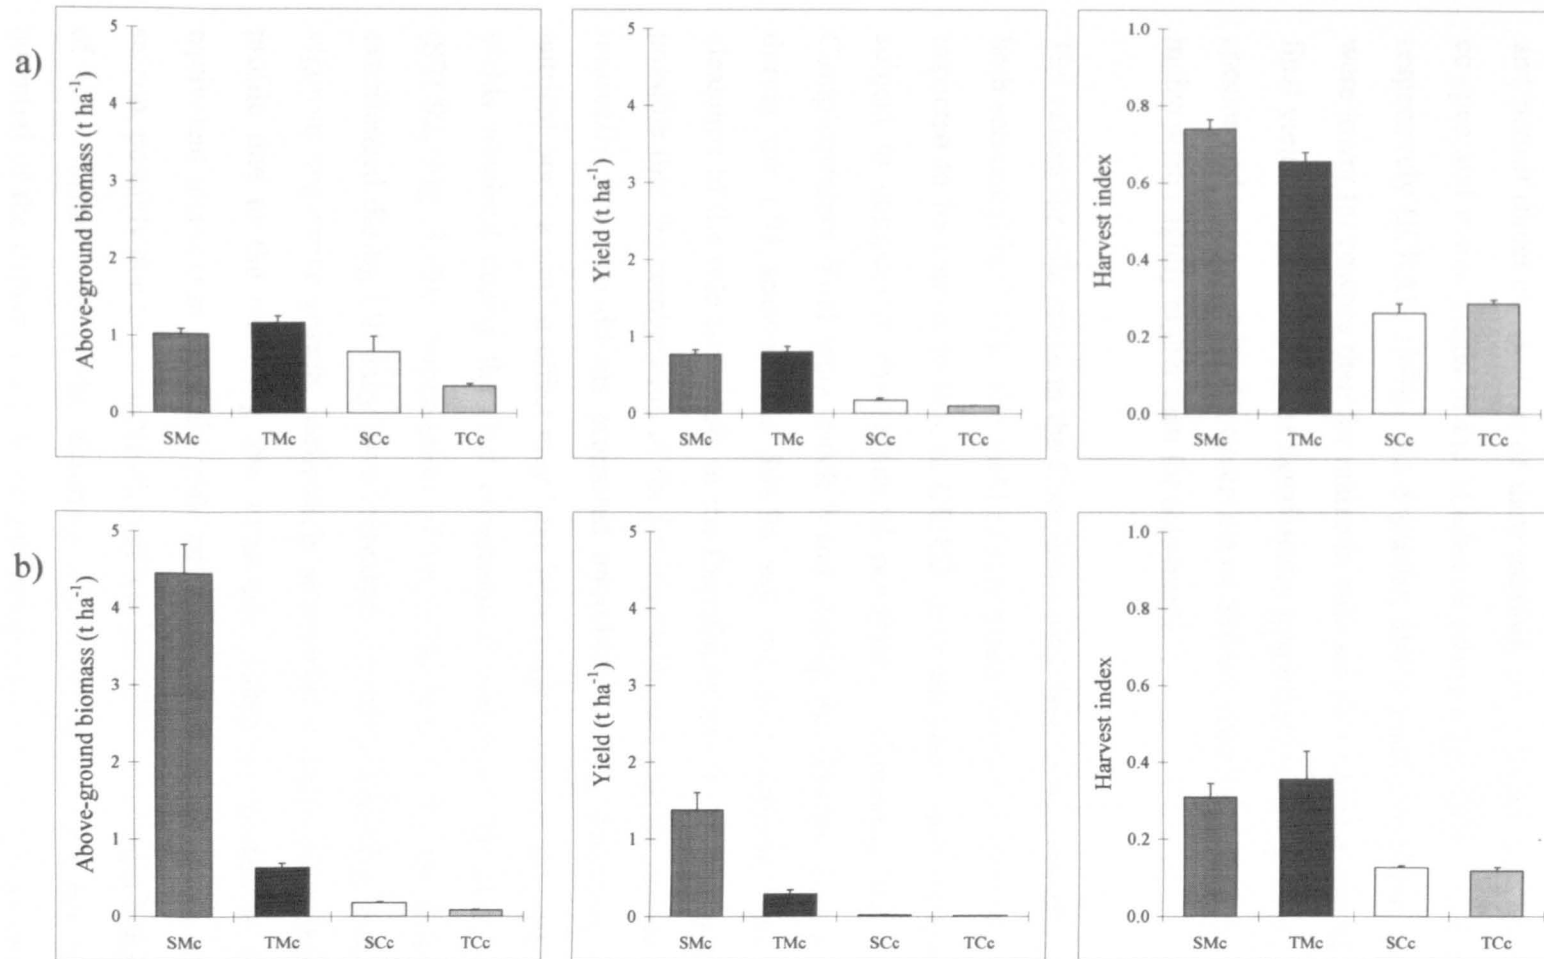 a)
Above-ground biomass (t ha⁻¹)
5
4
3
2
1
0
SMc TMc SCc TCc
Yield (t ha⁻¹)
5
4
3
2
1
0
SMc TMc SCc TCc
Harvest index
1.0
0.8
0.6
0.4
0.2
0.0
SMc TMc SCc TCc
b)
Above-ground biomass (t ha⁻¹)
5
4
3
2
1
0
SMc TMc SCc TCc
Yield (t ha⁻¹)
5
4
3
2
1
0
SMc TMc SCc TCc
Harvest index
1.0
0.8
0.6
0.4
0.2
0.0
SMc TMc SCc TCc